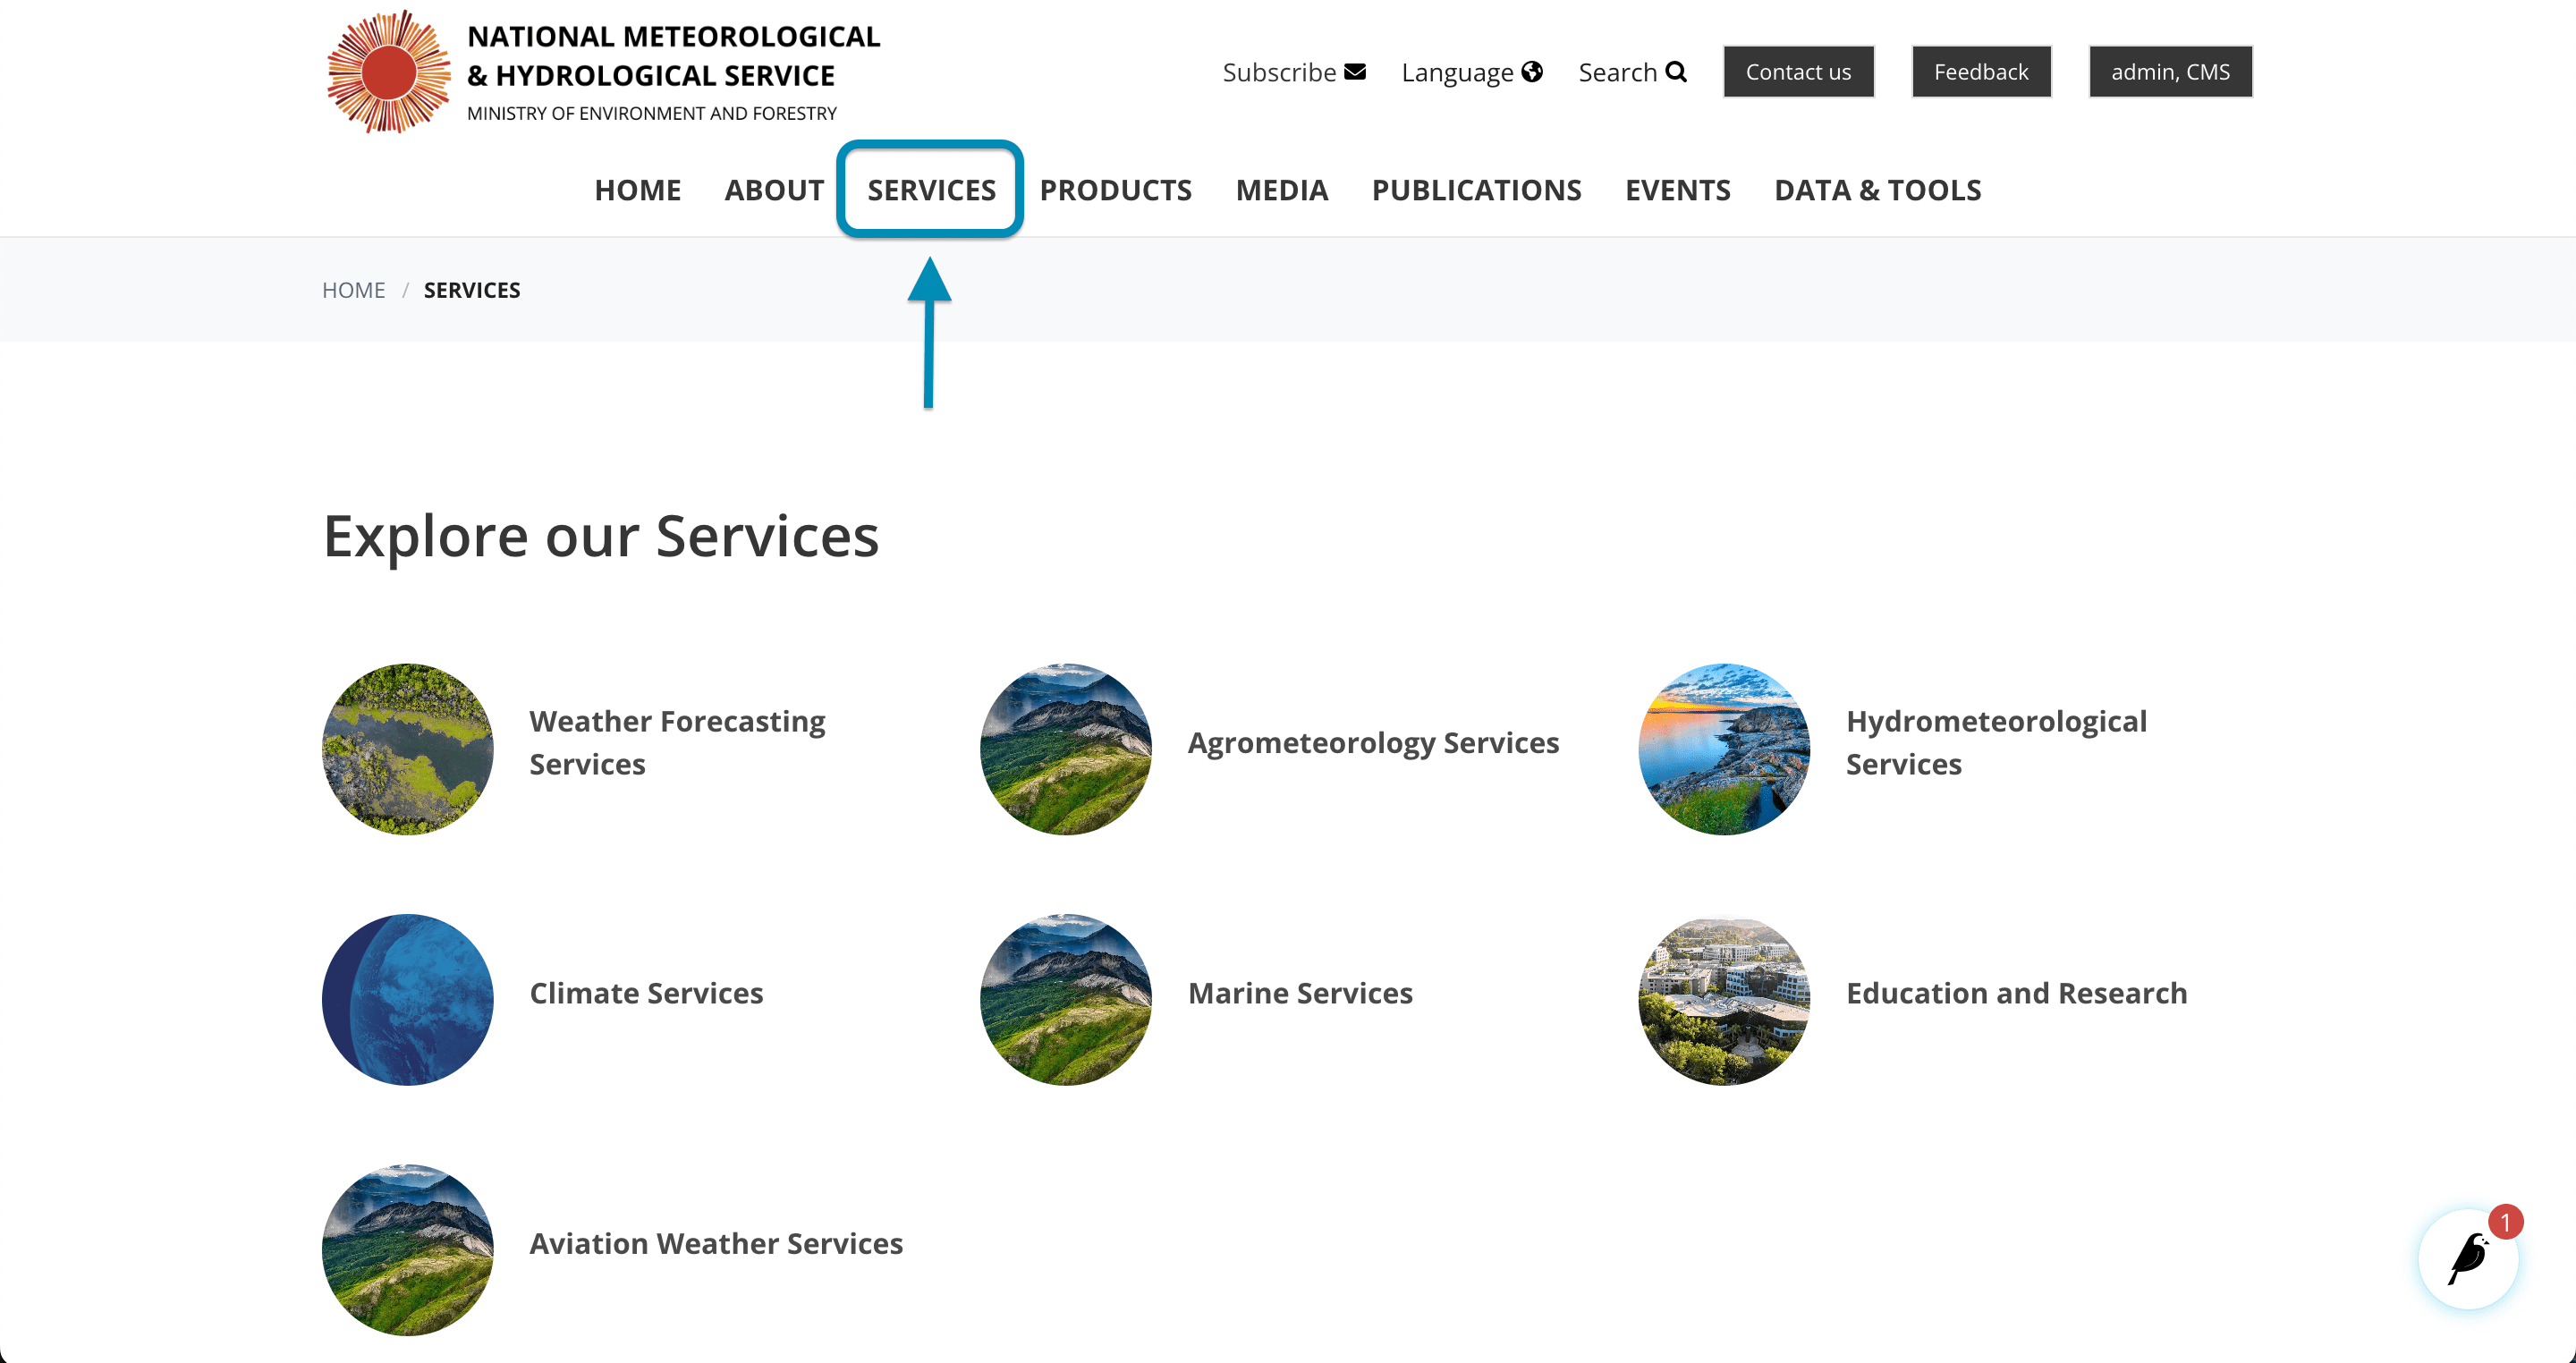 NATIONAL METEOROLOGICAL
& HYDROLOGICAL SERVICE
MINISTRY OF ENVIRONMENT AND FORESTRY
Subscribe Language Search Contact us Feedback admin, CMS
HOME ABOUT SERVICES PRODUCTS MEDIA PUBLICATIONS EVENTS DATA & TOOLS
HOME / SERVICES
Explore our Services
Weather Forecasting
Services
Agrometeorology Services
Hydrometeorological
Services
Climate Services
Marine Services
Education and Research
Aviation Weather Services
1